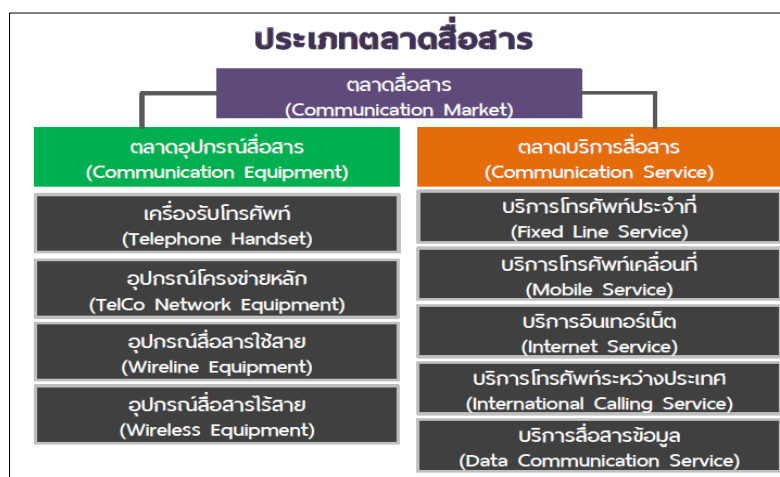 ประเภทตลาดสื่อสาร
ตลาดสื่อสาร
(Communication Market)
ตลาดอุปกรณ์สื่อสาร
(Communication Equipment)
เครื่องรับโทรศัพท์
(Telephone Handset)
อุปกรณ์โครงข่ายหลัก
(TelCo Network Equipment)
อุปกรณ์สื่อสารใช้สาย
(Wireline Equipment)
อุปกรณ์สื่อสารไร้สาย
(Wireless Equipment)
ตลาดบริการสื่อสาร
(Communication Service)
บริการโทรศัพท์ประจำที่
(Fixed Line Service)
บริการโทรศัพท์เคลื่อนที่
(Mobile Service)
บริการอินเทอร์เน็ต
(Internet Service)
บริการโทรศัพท์ระหว่างประเทศ
(International Calling Service)
บริการสื่อสารข้อมูล
(Data Communication Service)